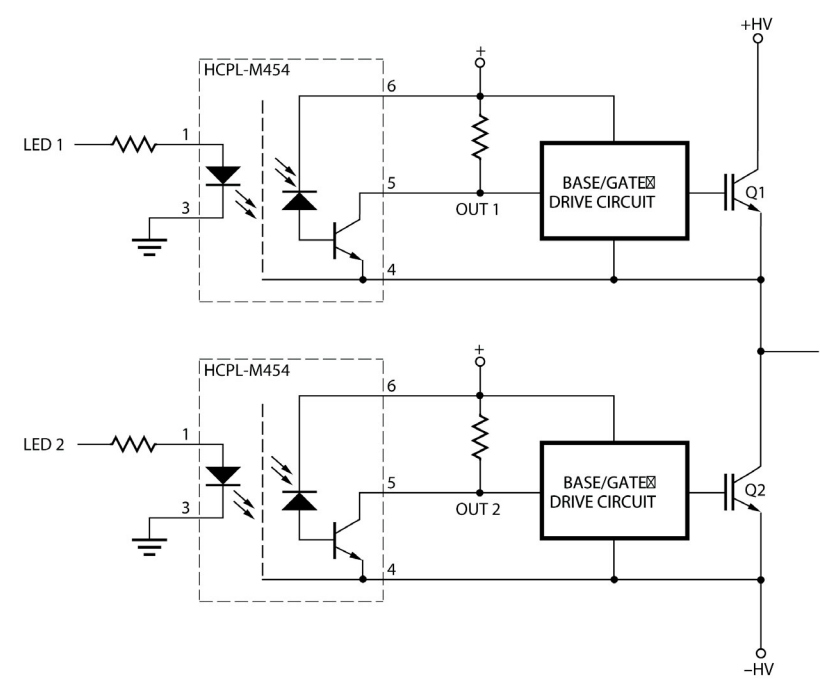 +HV
HCPL-M454
+
6
LED 1
1
BASE/GATE
DRIVE CIRCUIT
Q1
5
OUT 1
3
4
HCPL-M454
+
6
LED 2
1
BASE/GATE
DRIVE CIRCUIT
Q2
5
OUT 2
3
4
–HV